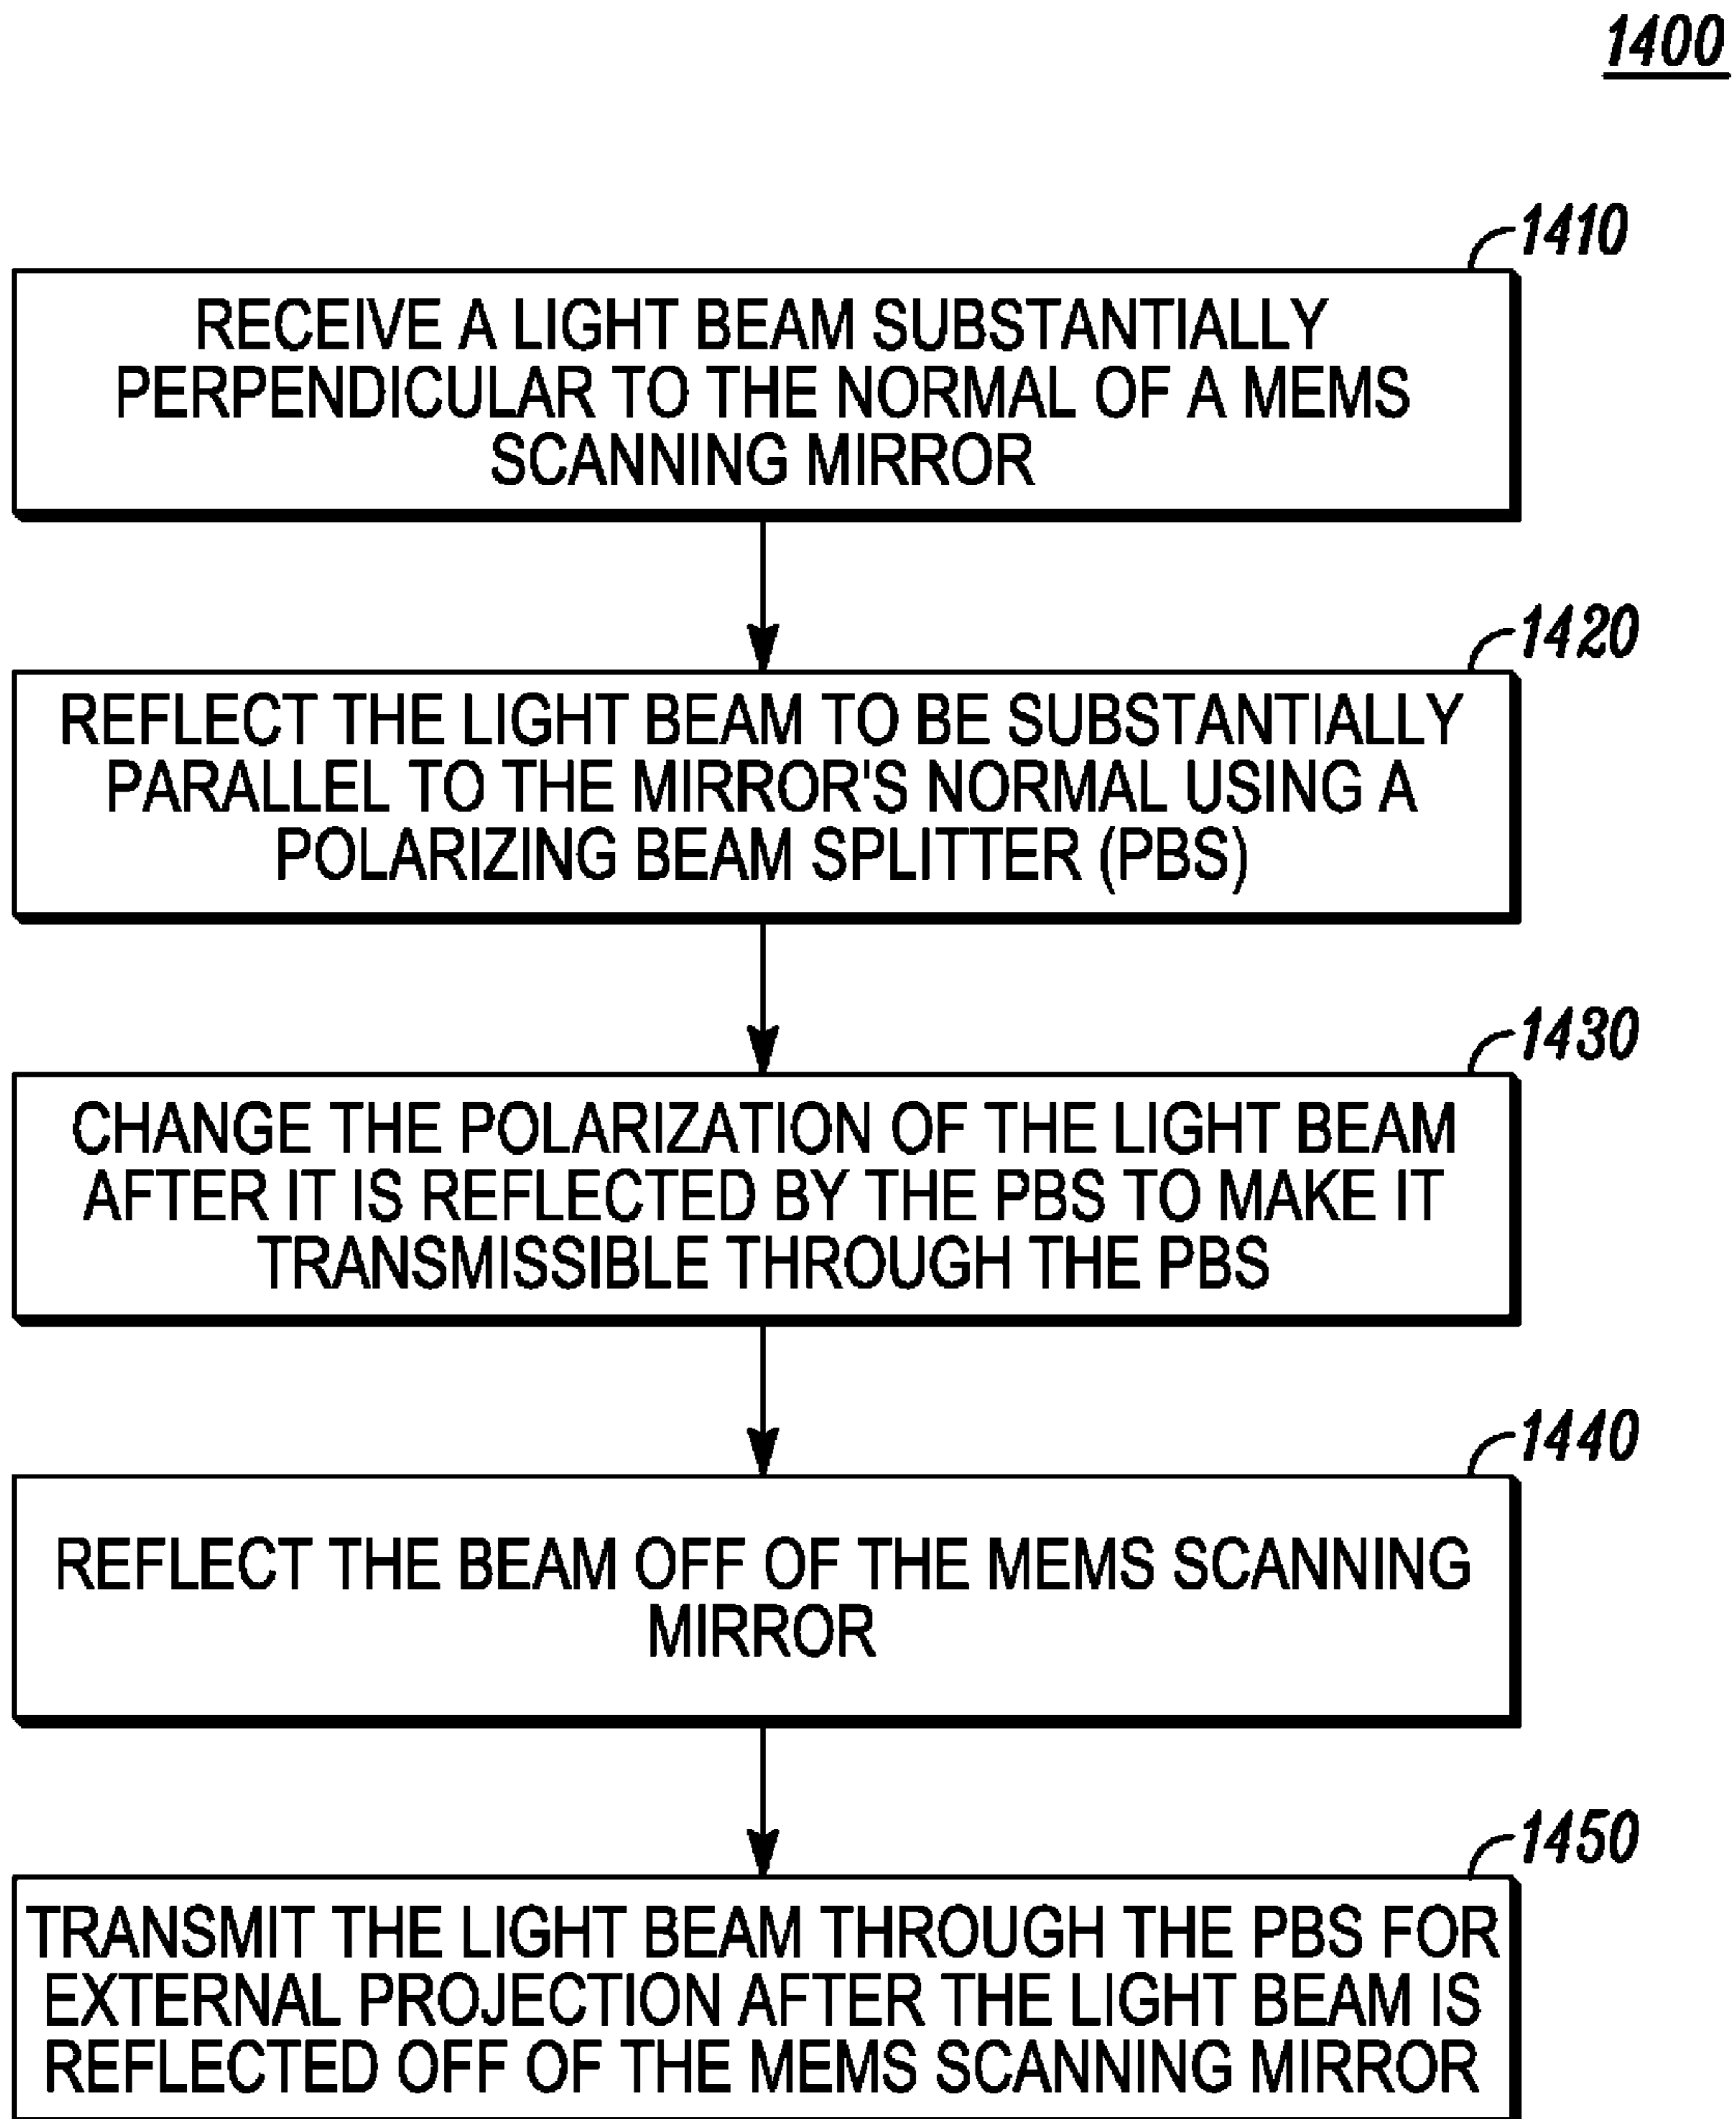 1400
1410
RECEIVE A LIGHT BEAM SUBSTANTIALLY
PERPENDICULAR TO THE NORMAL OF A MEMS
SCANNING MIRROR
1420
REFLECT THE LIGHT BEAM TO BE SUBSTANTIALLY
PARALLEL TO THE MIRROR'S NORMAL USING A
POLARIZING BEAM SPLITTER (PBS)
1430
CHANGE THE POLARIZATION OF THE LIGHT BEAM
AFTER IT IS REFLECTED BY THE PBS TO MAKE IT
TRANSMISSIBLE THROUGH THE PBS
1440
REFLECT THE BEAM OFF OF THE MEMS SCANNING
MIRROR
1450
TRANSMIT THE LIGHT BEAM THROUGH THE PBS FOR
EXTERNAL PROJECTION AFTER THE LIGHT BEAM IS
REFLECTED OFF OF THE MEMS SCANNING MIRROR